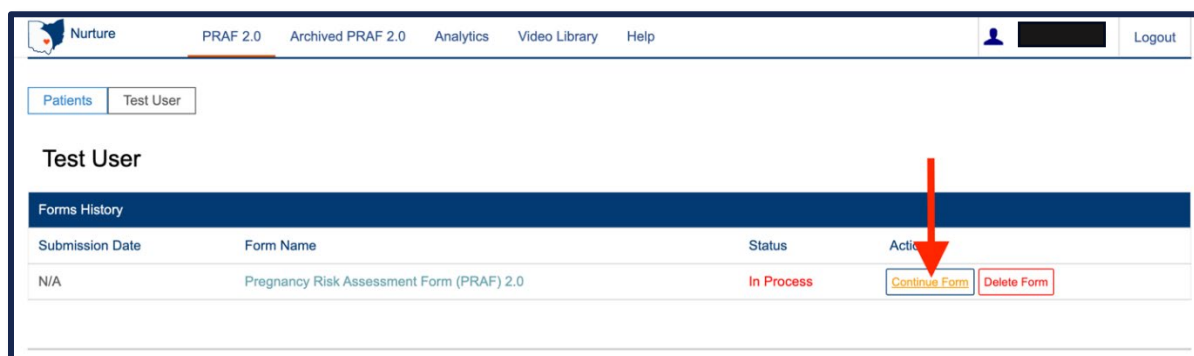 Nurture PRAF 2.0 Archived PRAF 2.0 Analytics Video Library Help Logout
Patients Test User
Test User
Forms History
Submission Date Form Name Status
N/A Pregnancy Risk Assessment Form (PRAF) 2.0 In Process Continue Form Delete Form